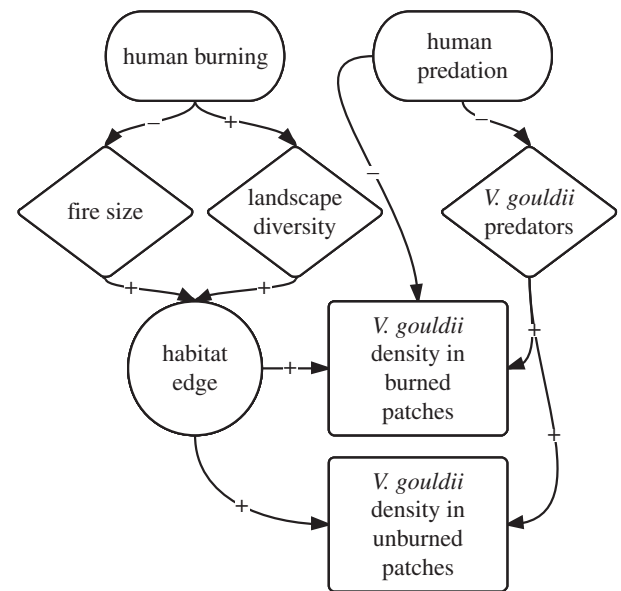 human burning
human
predation
−
+
−
fire size
landscape
diversity
−
V. gouldii
predators
+
+
habitat
edge
+
V. gouldii
density in
burned
patches
+
+
+
V. gouldii
density in
unburned
patches